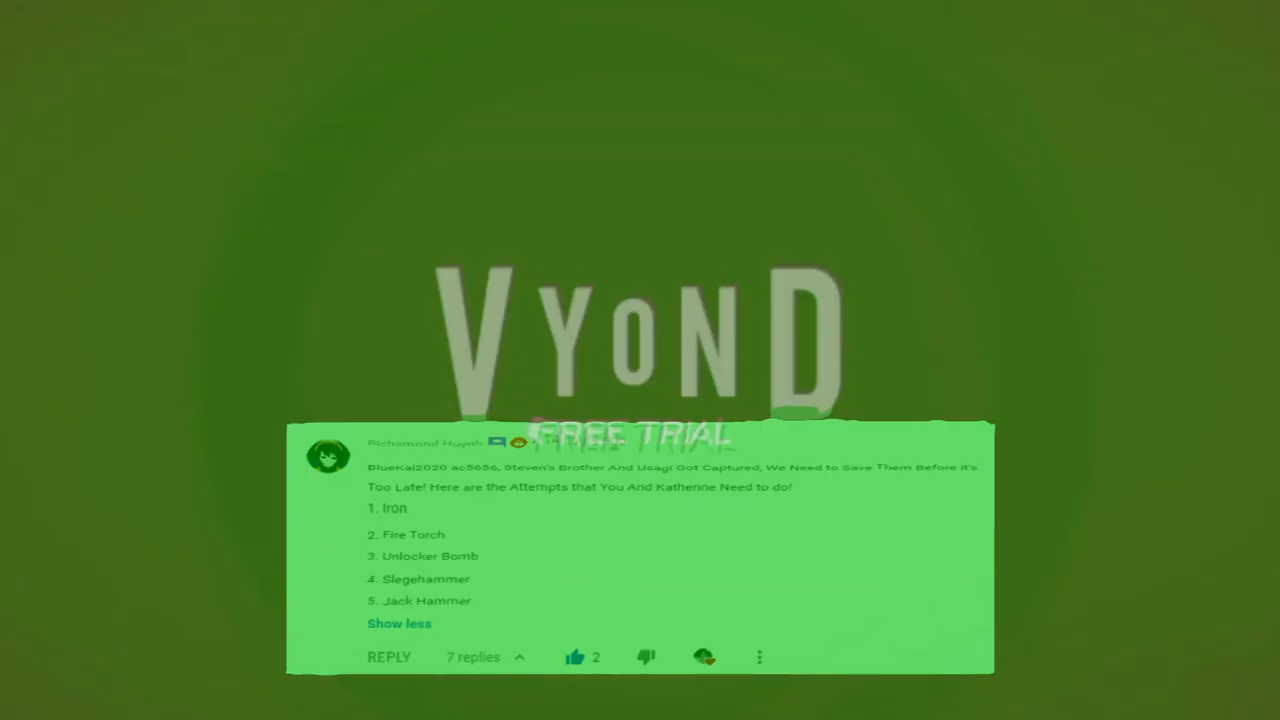 VYOND
FREE TRIAL
Richsmond Huynh
BlueKai2020 ac5656, Steven's Brother And Usagi Got Captured, We Need to Save Them Before it's
Too Late! Here are the Attempts that You And Katherine Need to do!
1. Iron
2. Fire Torch
3. Unlocker Bomb
4. Slegehammer
5. Jack Hammer
Show less
REPLY 7 replies 2